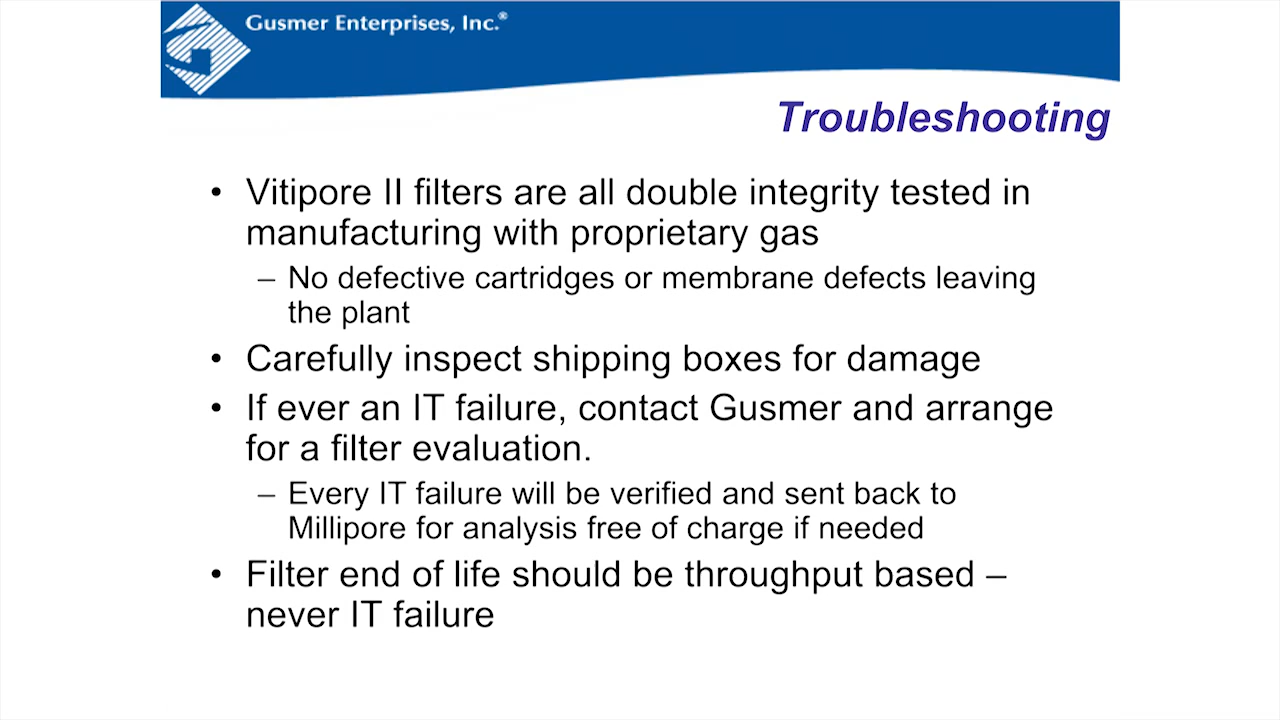 Gusmer Enterprises, Inc.®
Troubleshooting
• Vitipore II filters are all double integrity tested in
manufacturing with proprietary gas
– No defective cartridges or membrane defects leaving
the plant
• Carefully inspect shipping boxes for damage
• If ever an IT failure, contact Gusmer and arrange
for a filter evaluation.
– Every IT failure will be verified and sent back to
Millipore for analysis free of charge if needed
• Filter end of life should be throughput based –
never IT failure